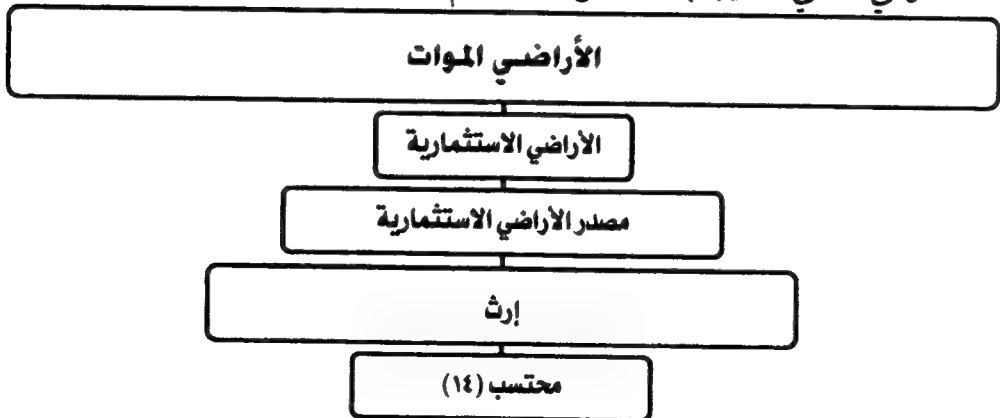 الأراضي الموات
الأراضي الاستثمارية
مصدر الأراضي الاستثمارية
إرث
محتسب (١٤)